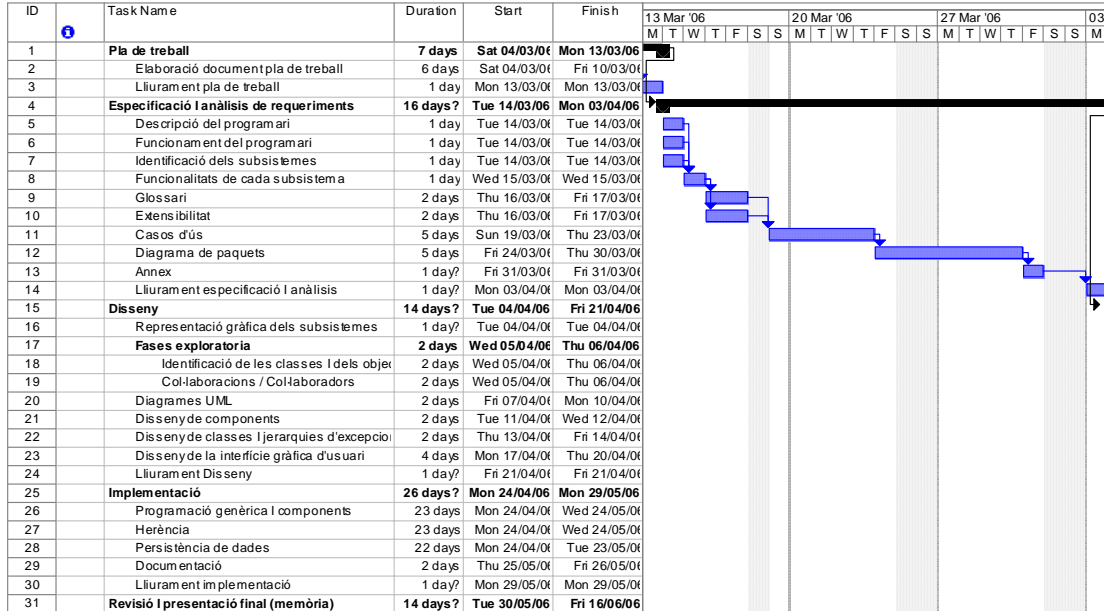 ID Task Name Duration Start Finish 13 Mar '06 20 Mar '06 27 Mar '06 03
M T W T F S S M T W T F S S M T W T F S S M
1 Pla de treball 7 days Sat 04/03/06 Mon 13/03/06
2 Elaboració document pla de treball 6 days Sat 04/03/06 Fri 10/03/06
3 Lliurament pla de treball 1 day Mon 13/03/06 Mon 13/03/06
4 Especificació I anàlisis de requeriments 16 days? Tue 14/03/06 Mon 03/04/06
5 Descripció del programari 1 day Tue 14/03/06 Tue 14/03/06
6 Funcionament del programari 1 day Tue 14/03/06 Tue 14/03/06
7 Identificació dels subsistemes 1 day Tue 14/03/06 Tue 14/03/06
8 Funcionalitats de cada subsistema 1 day Wed 15/03/06 Wed 15/03/06
9 Glossari 2 days Thu 16/03/06 Fri 17/03/06
10 Extensibilitat 2 days Thu 16/03/06 Fri 17/03/06
11 Casos d'ús 5 days Sun 19/03/06 Thu 23/03/06
12 Diagrama de paquets 5 days Fri 24/03/06 Thu 30/03/06
13 Annex 1 day? Fri 31/03/06 Fri 31/03/06
14 Lliurament especificació I anàlisis 1 day? Mon 03/04/06 Mon 03/04/06
15 Disseny 14 days? Tue 04/04/06 Fri 21/04/06
16 Representació gràfica dels subsistemes 1 day? Tue 04/04/06 Tue 04/04/06
17 Fases exploratoria 2 days Wed 05/04/06 Thu 06/04/06
18 Identificació de les classes I dels objec 2 days Wed 05/04/06 Thu 06/04/06
19 Col·laboracions / Col·laboradors 2 days Wed 05/04/06 Thu 06/04/06
20 Diagrames UML 2 days Fri 07/04/06 Mon 10/04/06
21 Disseny de components 2 days Tue 11/04/06 Wed 12/04/06
22 Disseny de classes I jerarquies d'excepcio 2 days Thu 13/04/06 Fri 14/04/06
23 Disseny de la interfície gràfica d'usuari 4 days Mon 17/04/06 Thu 20/04/06
24 Lliurament Disseny 1 day? Fri 21/04/06 Fri 21/04/06
25 Implementació 26 days? Mon 24/04/06 Mon 29/05/06
26 Programació genèrica I components 23 days Mon 24/04/06 Wed 24/05/06
27 Herència 23 days Mon 24/04/06 Wed 24/05/06
28 Persistència de dades 22 days Mon 24/04/06 Tue 23/05/06
29 Documentació 2 days Thu 25/05/06 Fri 26/05/06
30 Lliurament implementació 1 day? Mon 29/05/06 Mon 29/05/06
31 Revisió I presentació final (memòria) 14 days? Tue 30/05/06 Fri 16/06/06